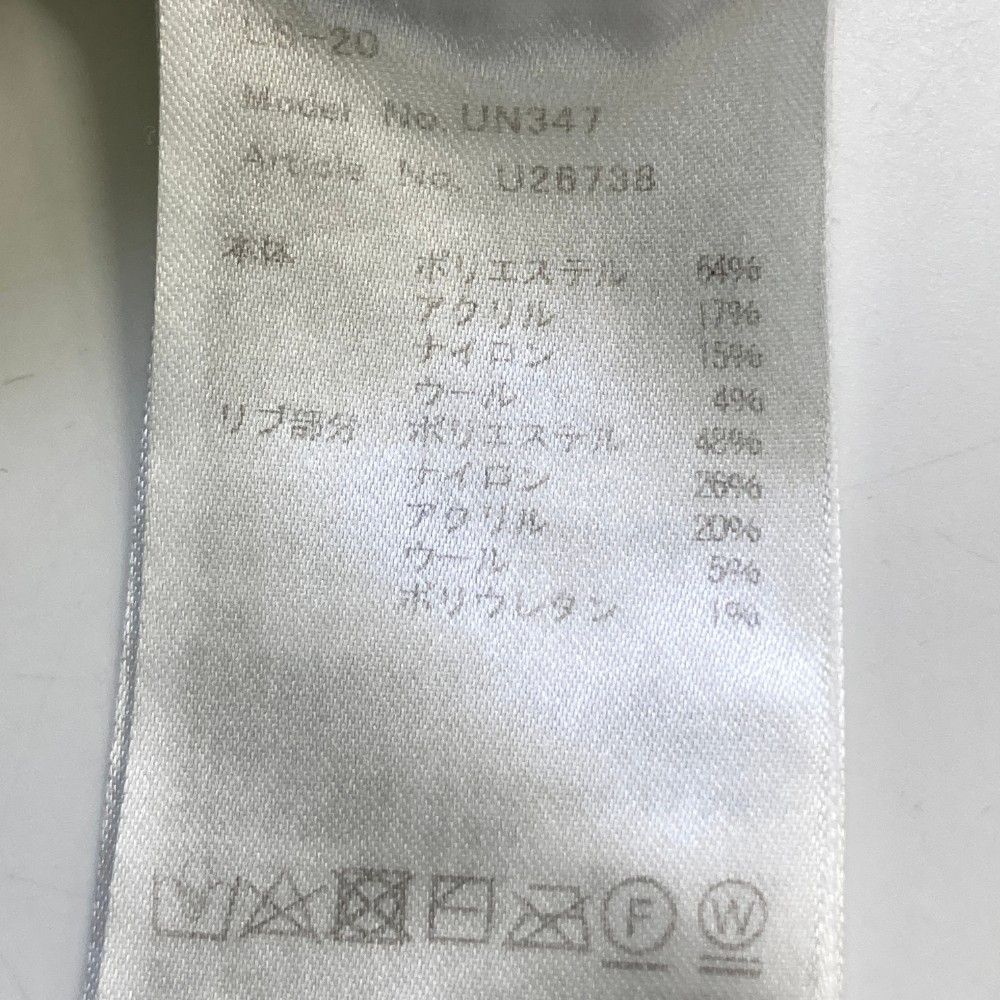 -20
Model No. UN347
Article No. U26738
本体 ポリエステル 64%
アクリル 17%
ナイロン 15%
ウール 4%
リブ部分 ポリエステル 48%
ナイロン 26%
アクリル 20%
ウール 5%
ポリウレタン 1%
F W